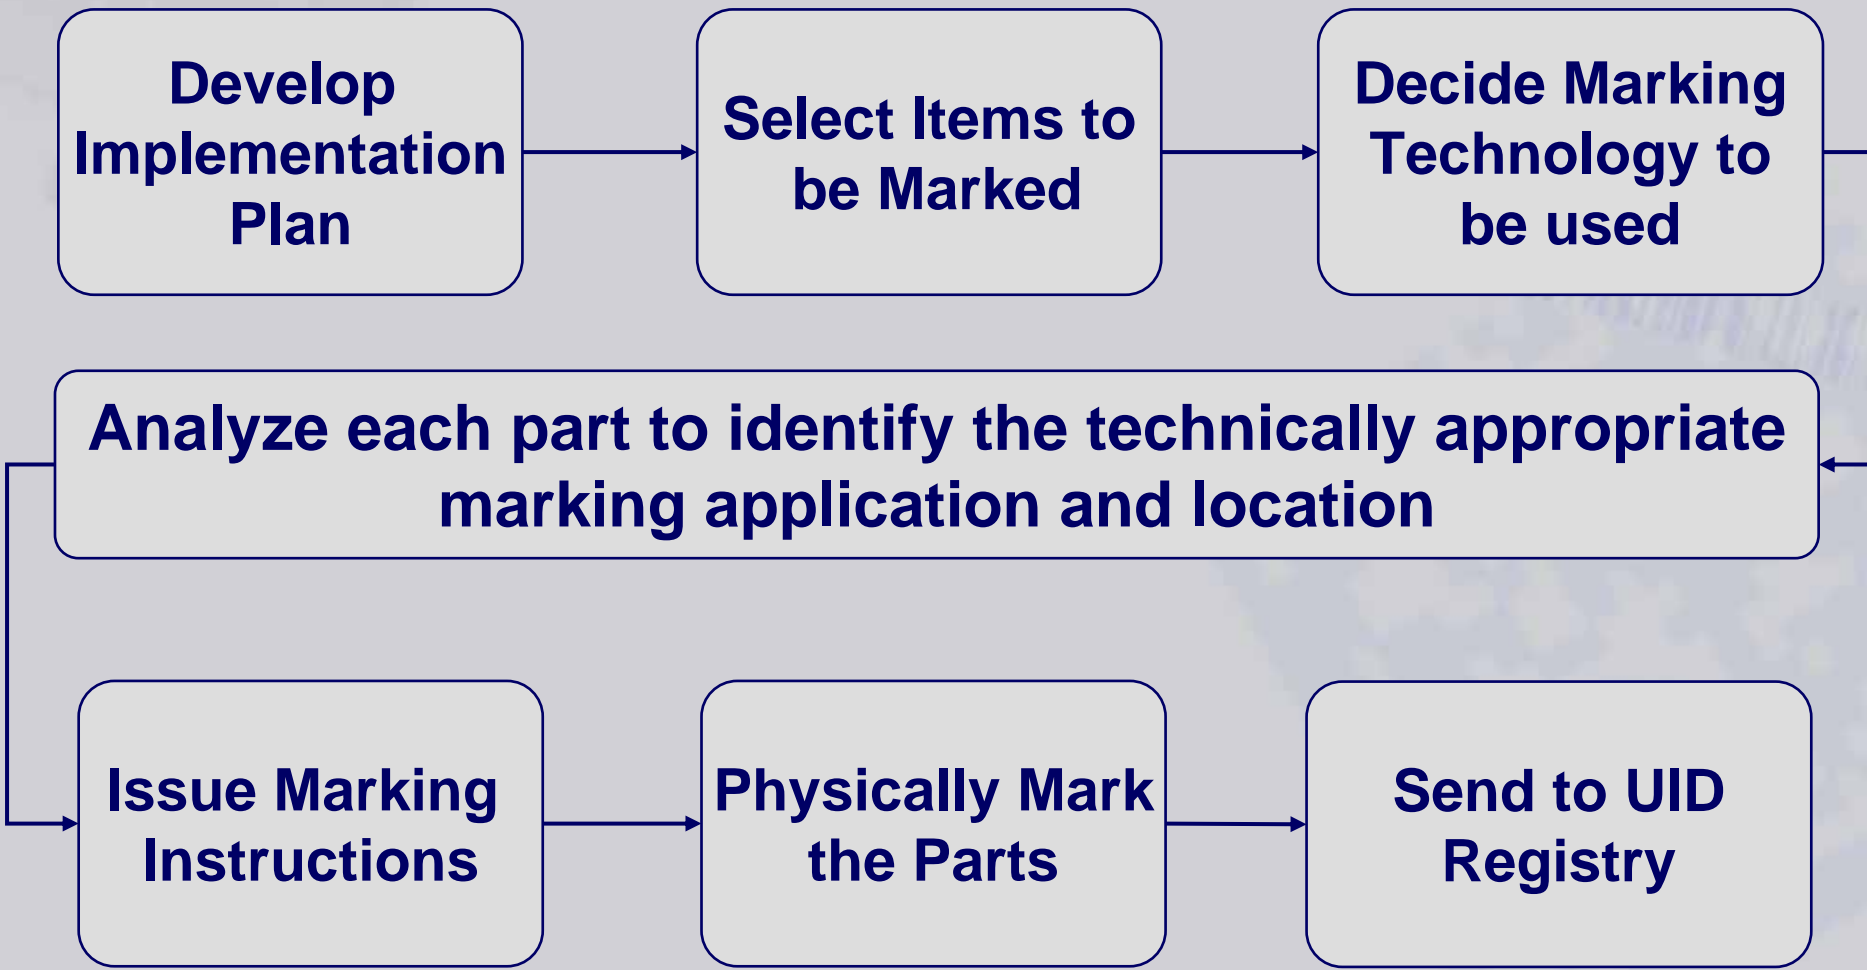 Develop
Implementation
Plan
Select Items to
be Marked
Decide Marking
Technology to
be used
Analyze each part to identify the technically appropriate
marking application and location
Issue Marking
Instructions
Physically Mark
the Parts
Send to UID
Registry